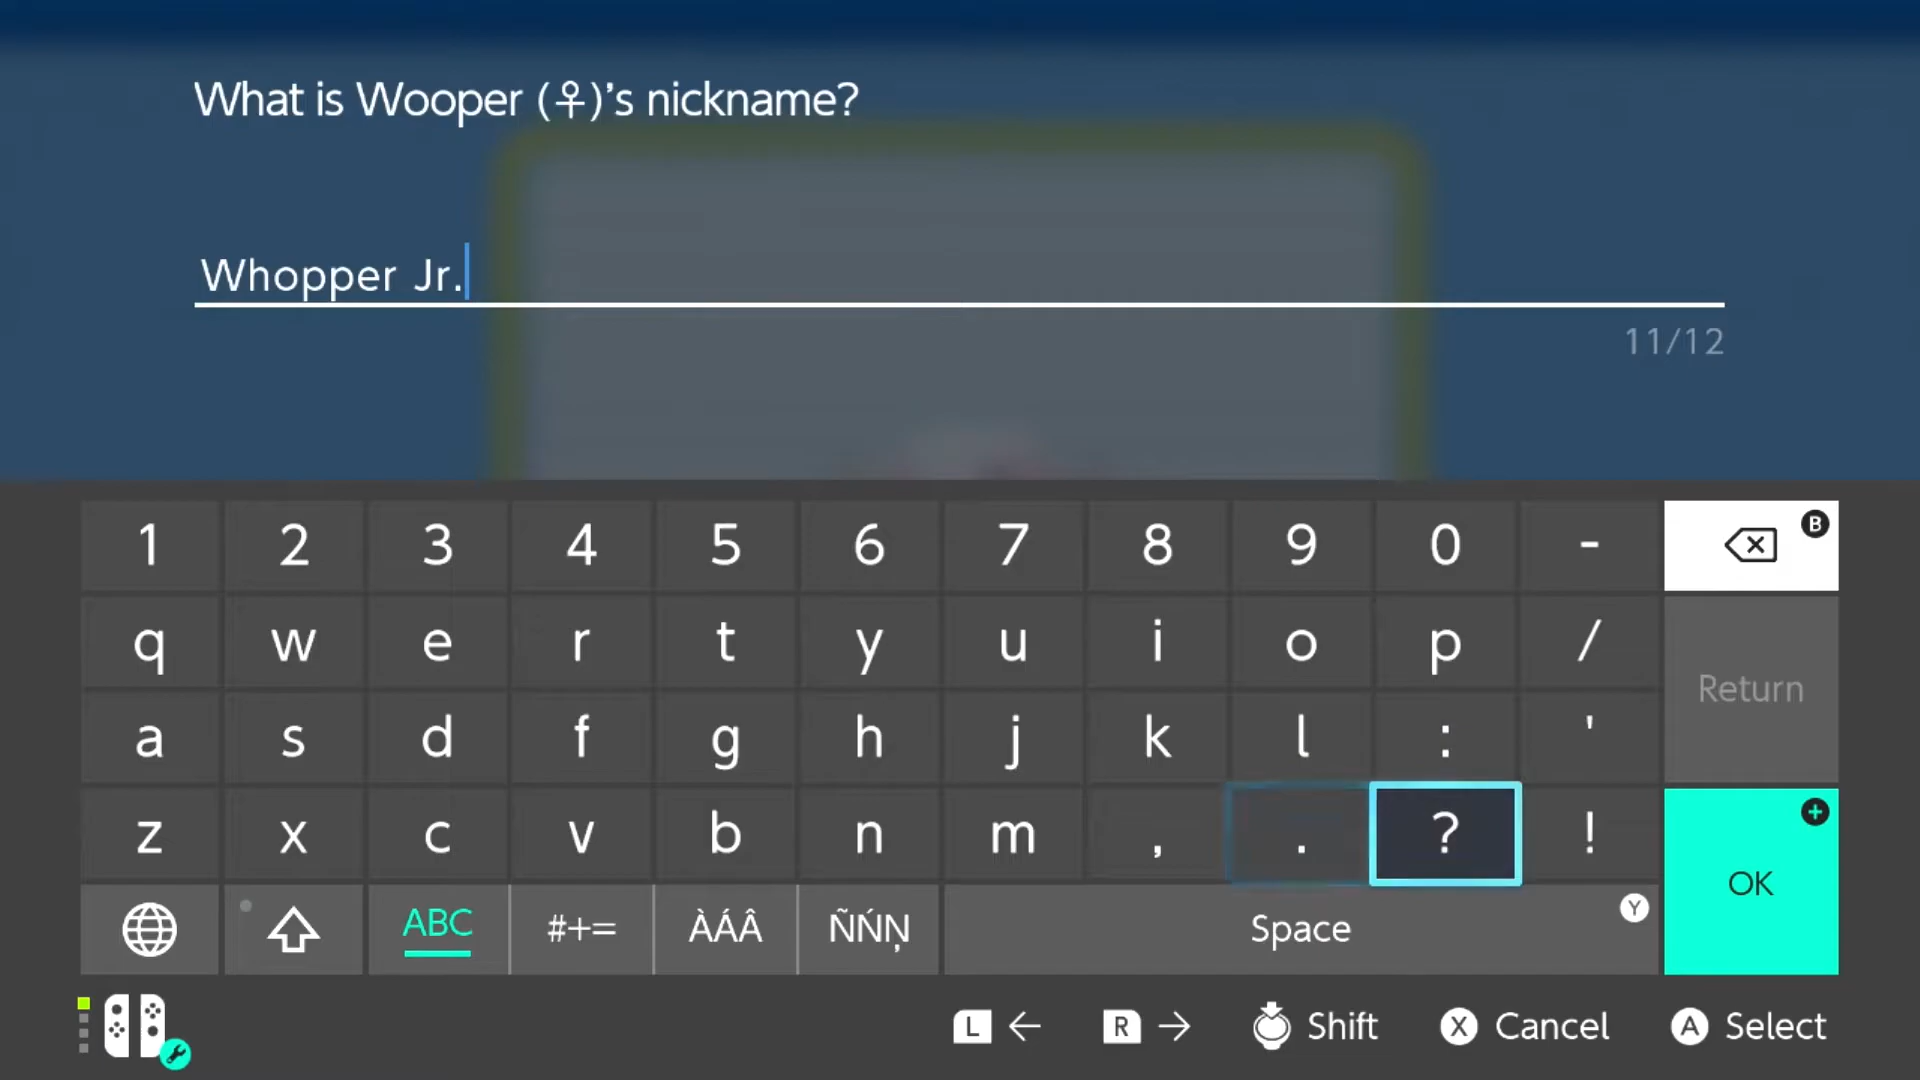 What is Wooper (♀)'s nickname?
Whopper Jr.
11/12
1 2 3 4 5 6 7 8 9 0 - B
q w e r t y u i o p / Return
a s d f g h j k l : '
z x c v b n m , . ? ! + OK
ABC #+= ÀÁÂ ÑŃŅ Space Y
L ← R → Shift X Cancel A Select